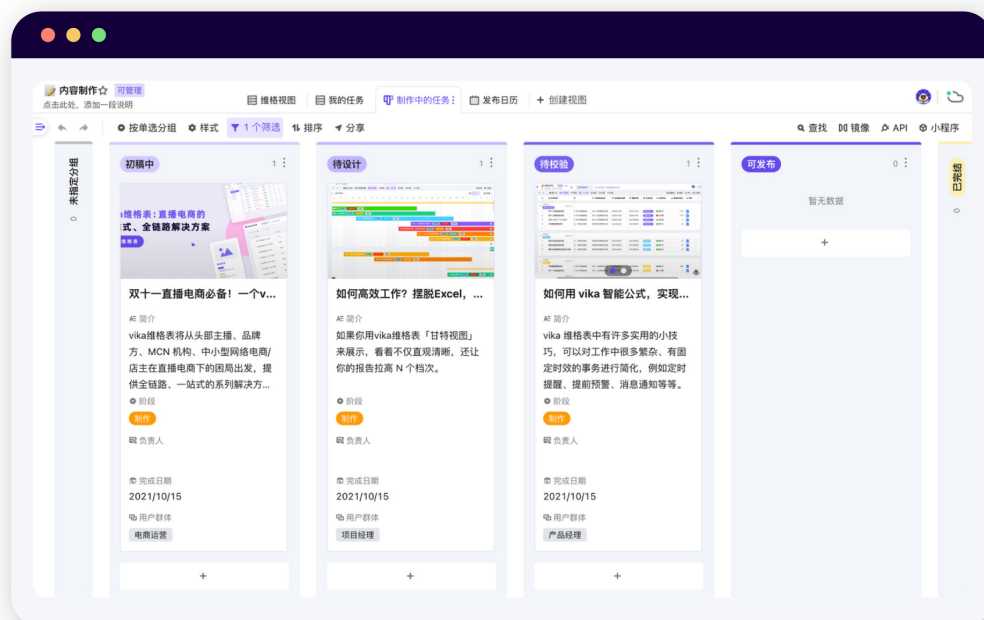 内容制作 可管理
点击此处，添加一段说明
维格视图 我的任务 制作中的任务 发布日历 + 创建视图
按单选分组 样式 1 个筛选 排序 分享 查找 镜像 API 小程序
未指定分组
0
初稿中 1
维格表：直播电商的
式、全链路解决方案
双十一直播电商必备！一个v...
简介
vika维格表将从头部主播、品牌
方、MCN 机构、中小型网络电商/
店主在直播电商下的困局出发，提
供全链路、一站式的系列解决方...
阶段
制作
负责人
完成日期
2021/10/15
用户群体
电商运营
+
待设计 1
如何高效工作？摆脱Excel，...
简介
如果你用vika维格表「甘特视图」
来展示，看着不仅直观清晰，还让
你的报告拉高 N 个档次。
阶段
制作
负责人
完成日期
2021/10/15
用户群体
项目经理
+
待校验 1
如何用 vika 智能公式，实现...
简介
vika 维格表中有许多实用的小技
巧，可以对工作中很多繁杂、有固
定时效的事务进行简化，例如定时
提醒、提前预警、消息通知等等。
阶段
制作
负责人
完成日期
2021/10/15
用户群体
产品经理
+
可发布 0
暂无数据
+
已完结
0